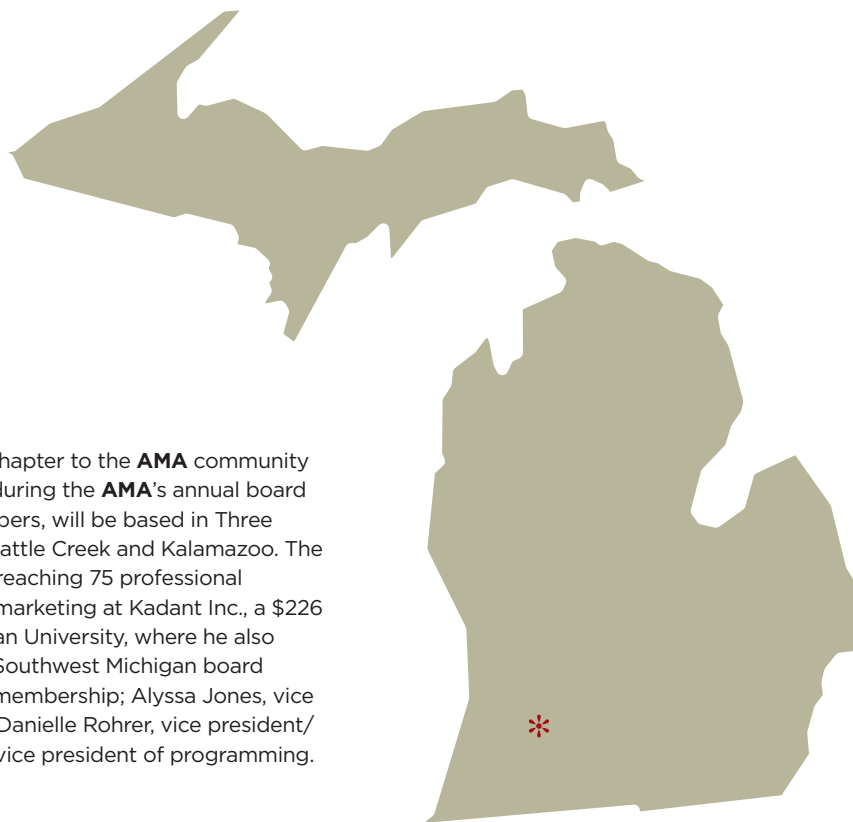 hapter to the AMA community
during the AMA's annual board
bers, will be based in Three
attle Creek and Kalamazoo. The
reaching 75 professional
marketing at Kadant Inc., a $226
an University, where he also
Southwest Michigan board
membership; Alyssa Jones, vice
Danielle Rohrer, vice president/
vice president of programming.